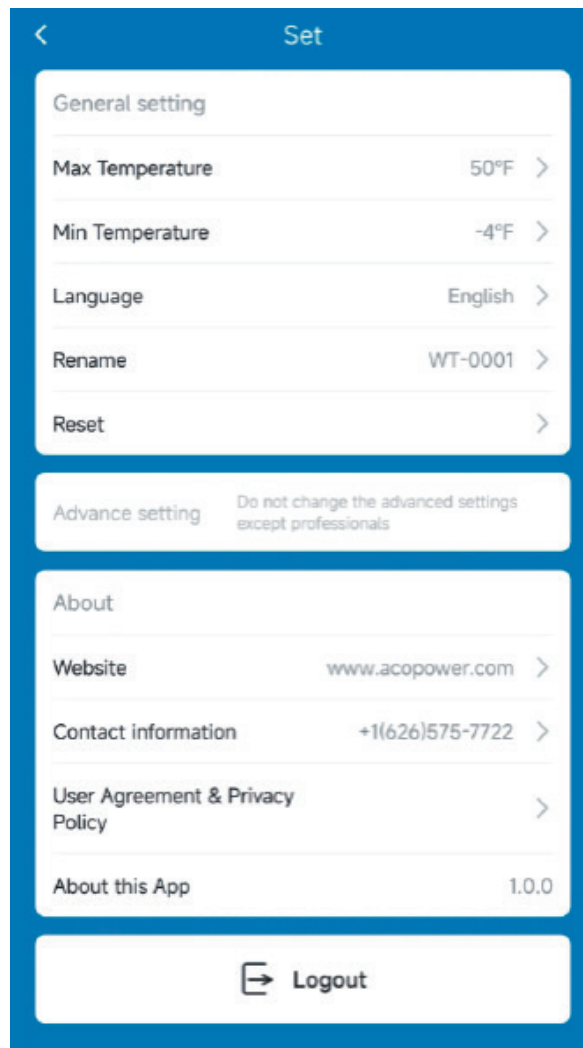 Set
General setting
Max Temperature 50°F
Min Temperature -4°F
Language English
Rename WT-0001
Reset
Advance setting Do not change the advanced settings
except professionals
About
Website www.acopower.com
Contact information +1(626)575-7722
User Agreement & Privacy
Policy
About this App 1.0.0
Logout